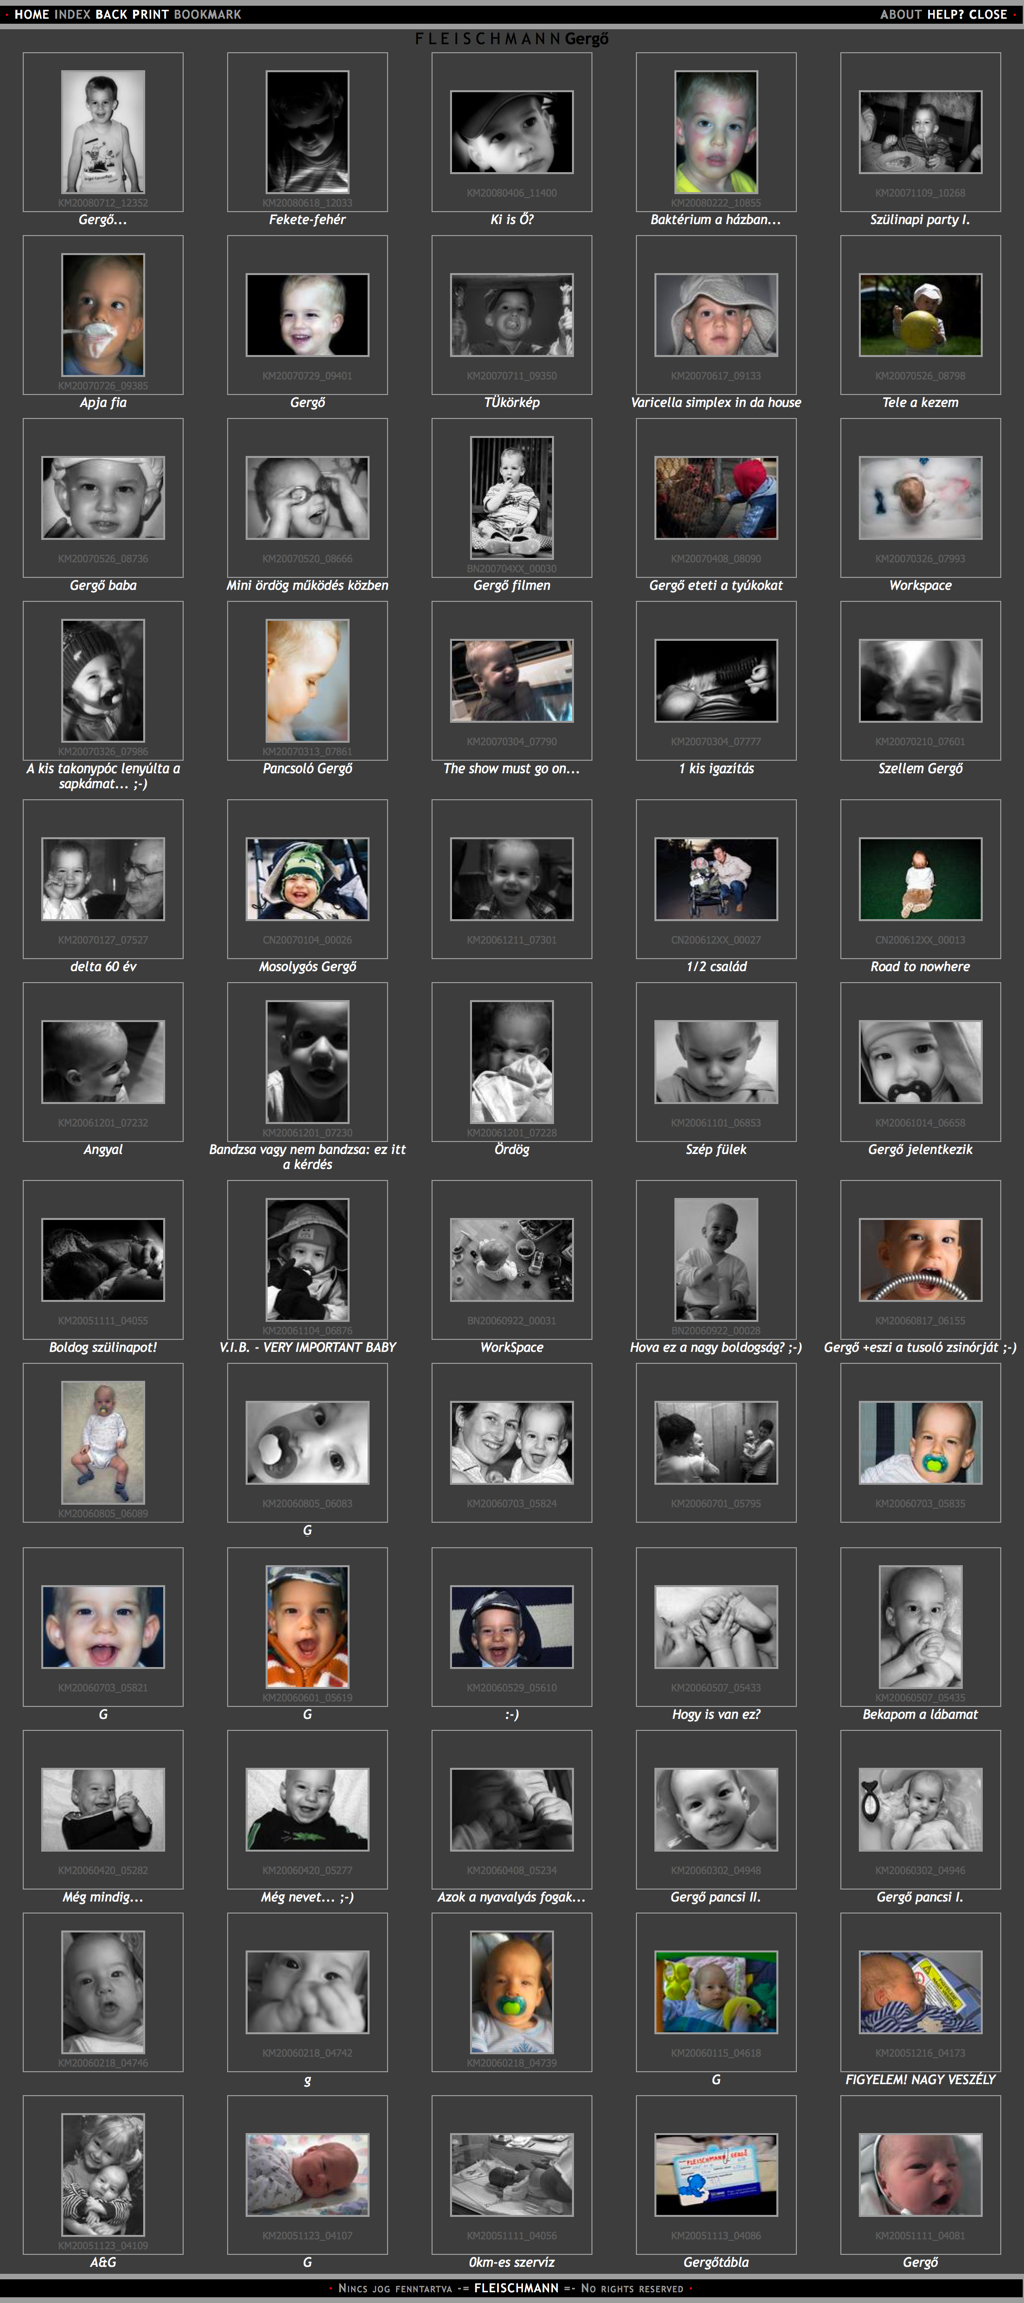 · HOME INDEX BACK PRINT BOOKMARK
ABOUT HELP? CLOSE ·
FLEISCHMANN Gergő
KM20080712_12352
KM20080618_12033
KM20080406_11400
KM20080222_10855
KM20071109_10268
Gergő...
Fekete-fehér
Ki is Ő?
Baktérium a házban...
Szülinapi party I.
KM20070726_09385
KM20070729_09401
KM20070711_09350
KM20070617_09133
KM20070526_08798
Apja fia
Gergő
TÜkörkép
Varicella simplex in da house
Tele a kezem
KM20070526_08736
KM20070520_08666
BN200704XX_00030
KM20070408_08090
KM20070326_07993
Gergő baba
Mini ördög működés közben
Gergő filmen
Gergő eteti a tyúkokat
Workspace
KM20070326_07986
KM20070313_07861
KM20070304_07790
KM20070304_07777
KM20070210_07601
A kis takonypóc lenyúlta a
sapkámat... ;-)
Pancsoló Gergő
The show must go on...
1 kis igazítás
Szellem Gergő
KM20070127_07527
CN20070104_00026
KM20061211_07301
CN200612XX_00027
CN200612XX_00013
delta 60 év
Mosolygós Gergő
1/2 család
Road to nowhere
KM20061201_07232
KM20061201_07230
KM20061201_07228
KM20061101_06853
KM20061014_06658
Angyal
Bandzsa vagy nem bandzsa: ez itt
a kérdés
Ördög
Szép fülek
Gergő jelentkezik
KM20051111_04055
KM20061104_06876
BN20060922_00031
BN20060922_00028
KM20060817_06155
Boldog szülinapot!
V.I.B. - VERY IMPORTANT BABY
WorkSpace
Hova ez a nagy boldogság? ;-)
Gergő +eszi a tusoló zsinórját ;-)
KM20060805_06089
KM20060805_06083
KM20060703_05824
KM20060701_05795
KM20060703_05835
G
KM20060703_05821
KM20060601_05619
KM20060529_05610
KM20060507_05433
KM20060507_05435
G
G
:-)
Hogy is van ez?
Bekapom a lábamat
KM20060420_05282
KM20060420_05277
KM20060408_05234
KM20060302_04948
KM20060302_04946
Még mindig...
Még nevet... ;-)
Azok a nyavalyás fogak...
Gergő pancsi II.
Gergő pancsi I.
KM20060218_04746
KM20060218_04742
KM20060218_04739
KM20060115_04618
KM20051216_04173
g
G
FIGYELEM! NAGY VESZÉLY
FLEISCHMANN GERGŐ
KM20051123_04109
KM20051123_04107
KM20051111_04056
KM20051113_04086
KM20051111_04081
A&G
G
0km-es szervíz
Gergőtábla
Gergő
· Nincs jog fenntartva -= FLEISCHMANN =- No rights reserved ·